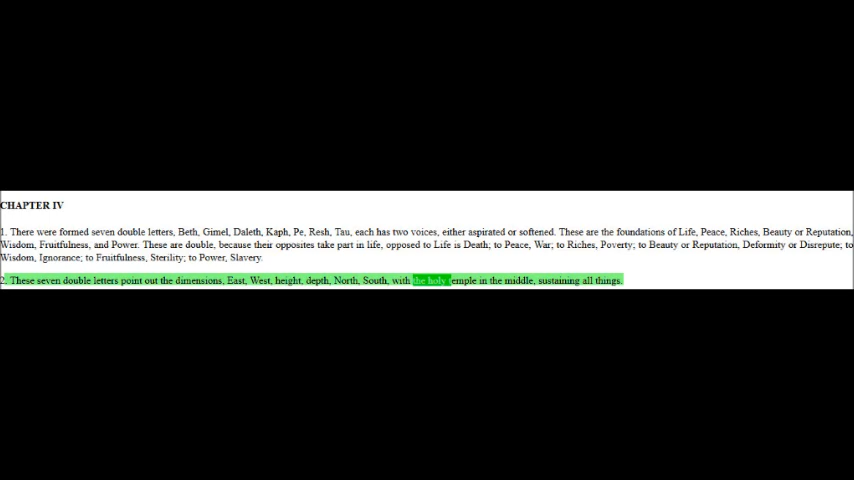 CHAPTER IV
1. There were formed seven double letters, Beth, Gimel, Daleth, Kaph, Pe, Resh, Tau, each has two voices, either aspirated or softened. These are the foundations of Life, Peace, Riches, Beauty or Reputation,
Wisdom, Fruitfulness, and Power. These are double, because their opposites take part in life, opposed to Life is Death; to Peace, War; to Riches, Poverty; to Beauty or Reputation, Deformity or Disrepute; to
Wisdom, Ignorance; to Fruitfulness, Sterility; to Power, Slavery.
2. These seven double letters point out the dimensions, East, West, height, depth, North, South, with the holy temple in the middle, sustaining all things.